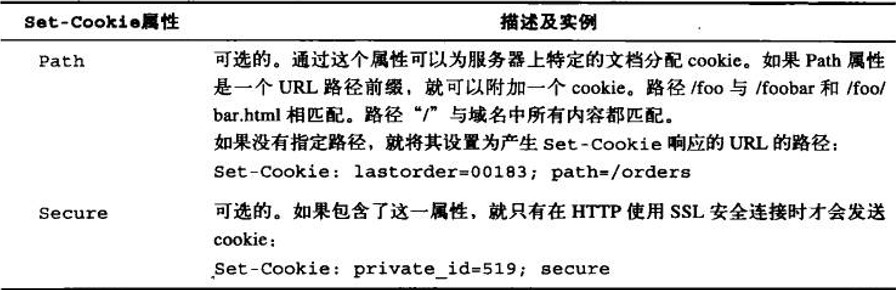 Set-Cookie属性 描述及实例
Path 可选的。通过这个属性可以为服务器上特定的文档分配 cookie。如果 Path 属性
是一个 URL 路径前缀,就可以附加一个 cookie。路径 /foo 与 /foobar 和 /foo/
bar.html 相匹配。路径“/”与域名中所有内容都匹配。
如果没有指定路径,就将其设置为产生 Set-Cookie 响应的 URL 的路径:
Set-Cookie: lastorder=00183; path=/orders
Secure 可选的。如果包含了这一属性,就只有在 HTTP 使用 SSL 安全连接时才会发送
cookie:
Set-Cookie: private_id=519; secure